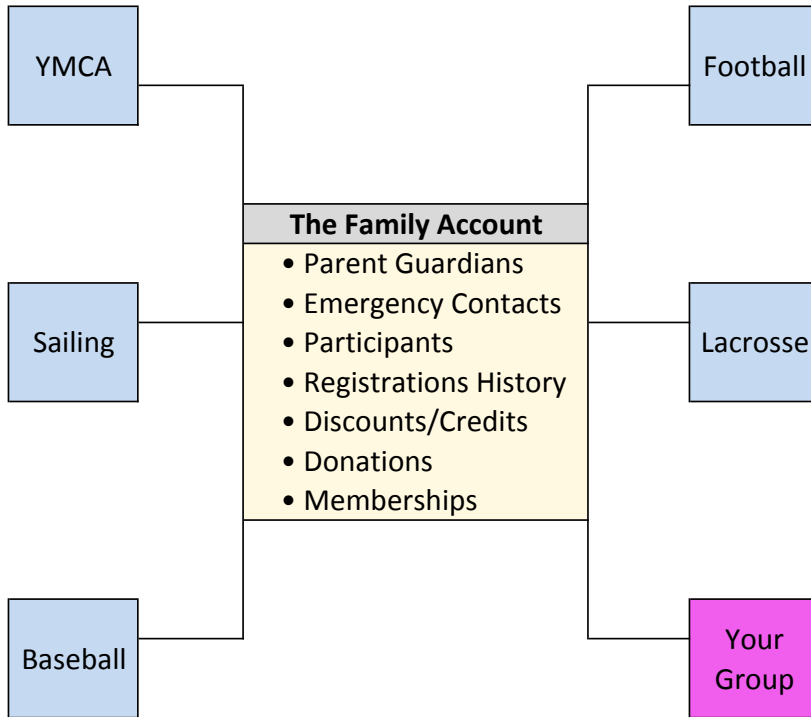 YMCA
Football
The Family Account
• Parent Guardians
• Emergency Contacts
• Participants
• Registrations History
• Discounts/Credits
• Donations
• Memberships
Sailing
Lacrosse
Baseball
Your
Group